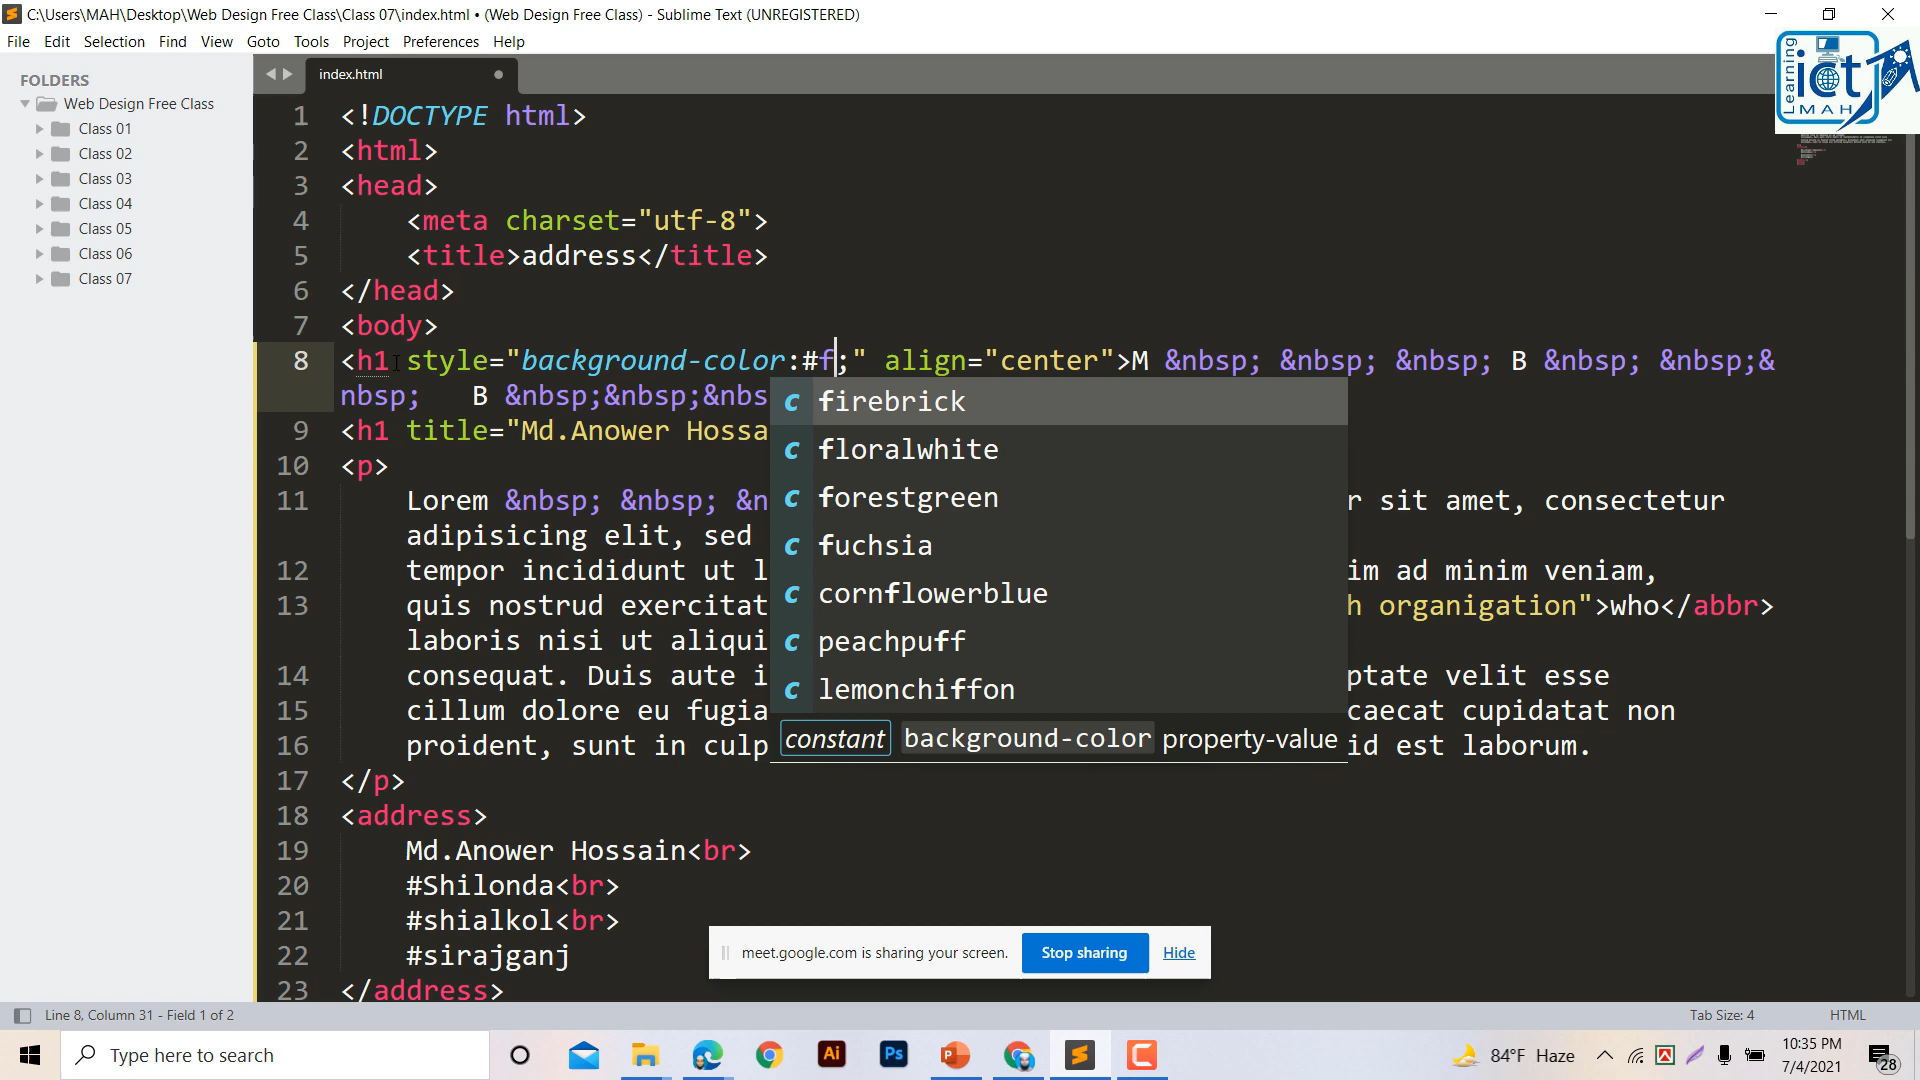 C:\Users\MAH\Desktop\Web Design Free Class\Class 07\index.html • (Web Design Free Class) - Sublime Text (UNREGISTERED)
File Edit Selection Find View Goto Tools Project Preferences Help
Learning
ict
MAH
FOLDERS
Web Design Free Class
Class 01
Class 02
Class 03
Class 04
Class 05
Class 06
Class 07
index.html
1 <!DOCTYPE html>
2 <html>
3 <head>
4 <meta charset="utf-8">
5 <title>address</title>
6 </head>
7 <body>
8 <h1 style="background-color:#f;" align="center">M &nbsp; &nbsp; &nbsp; B &nbsp; &nbsp;&
nbsp; B &nbsp;&nbsp;&nbs
9 <h1 title="Md.Anower Hossa
10 <p>
11 Lorem &nbsp; &nbsp; &n r sit amet, consectetur
adipisicing elit, sed
12 tempor incididunt ut l im ad minim veniam,
13 quis nostrud exercitat h organigation">who</abbr>
laboris nisi ut aliqui
14 consequat. Duis aute i ptate velit esse
15 cillum dolore eu fugia caecat cupidatat non
16 proident, sunt in culp id est laborum.
17 </p>
18 <address>
19 Md.Anower Hossain<br>
20 #Shilonda<br>
21 #shialkol<br>
22 #sirajganj
23 </address>
c firebrick
c floralwhite
c forestgreen
c fuchsia
c cornflowerblue
c peachpuff
c lemonchiffon
constant background-color property-value
meet.google.com is sharing your screen. Stop sharing Hide
Line 8, Column 31 - Field 1 of 2 Tab Size: 4 HTML
Type here to search
Ai
Ps
84°F Haze
10:35 PM
7/4/2021
28